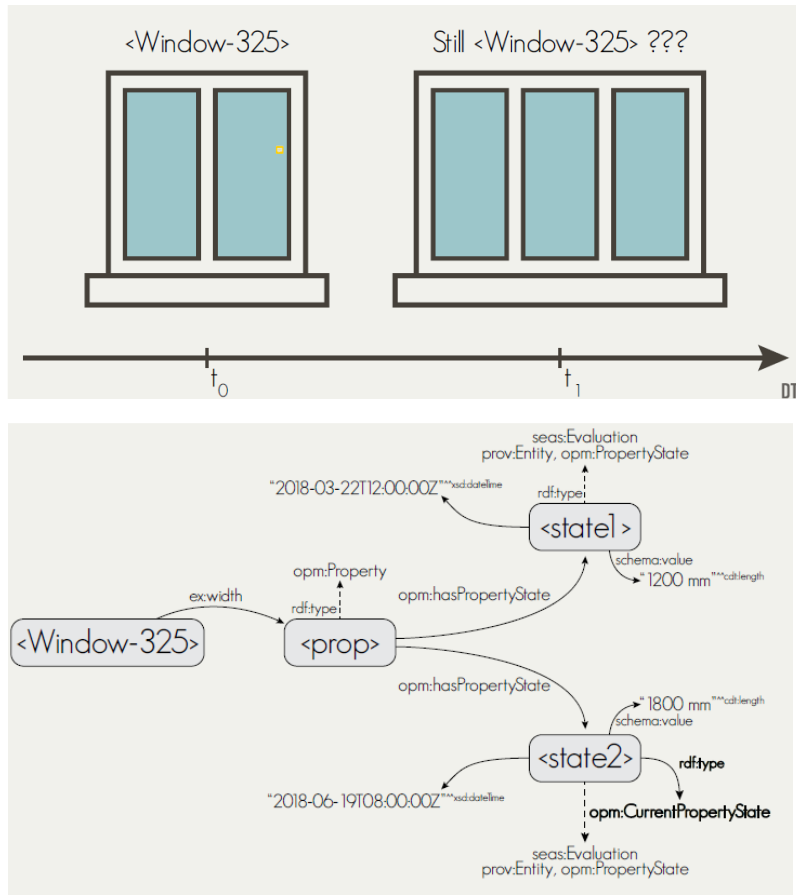 <Window-325>
Still <Window-325> ???
t0
t1
DT
seas:Evaluation
prov:Entity, opm:PropertyState
"2018-03-22T12:00:00Z"^^xsd:dateTime
rdf:type
<state1>
schema:value
"1200 mm"^^cdt:length
opm:Property
ex:width
rdf:type
opm:hasPropertyState
<Window-325>
<prop>
opm:hasPropertyState
"1800 mm"^^cdt:length
schema:value
<state2>
rdf:type
"2018-06-19T08:00:00Z"^^xsd:dateTime
opm:CurrentPropertyState
seas:Evaluation
prov:Entity, opm:PropertyState